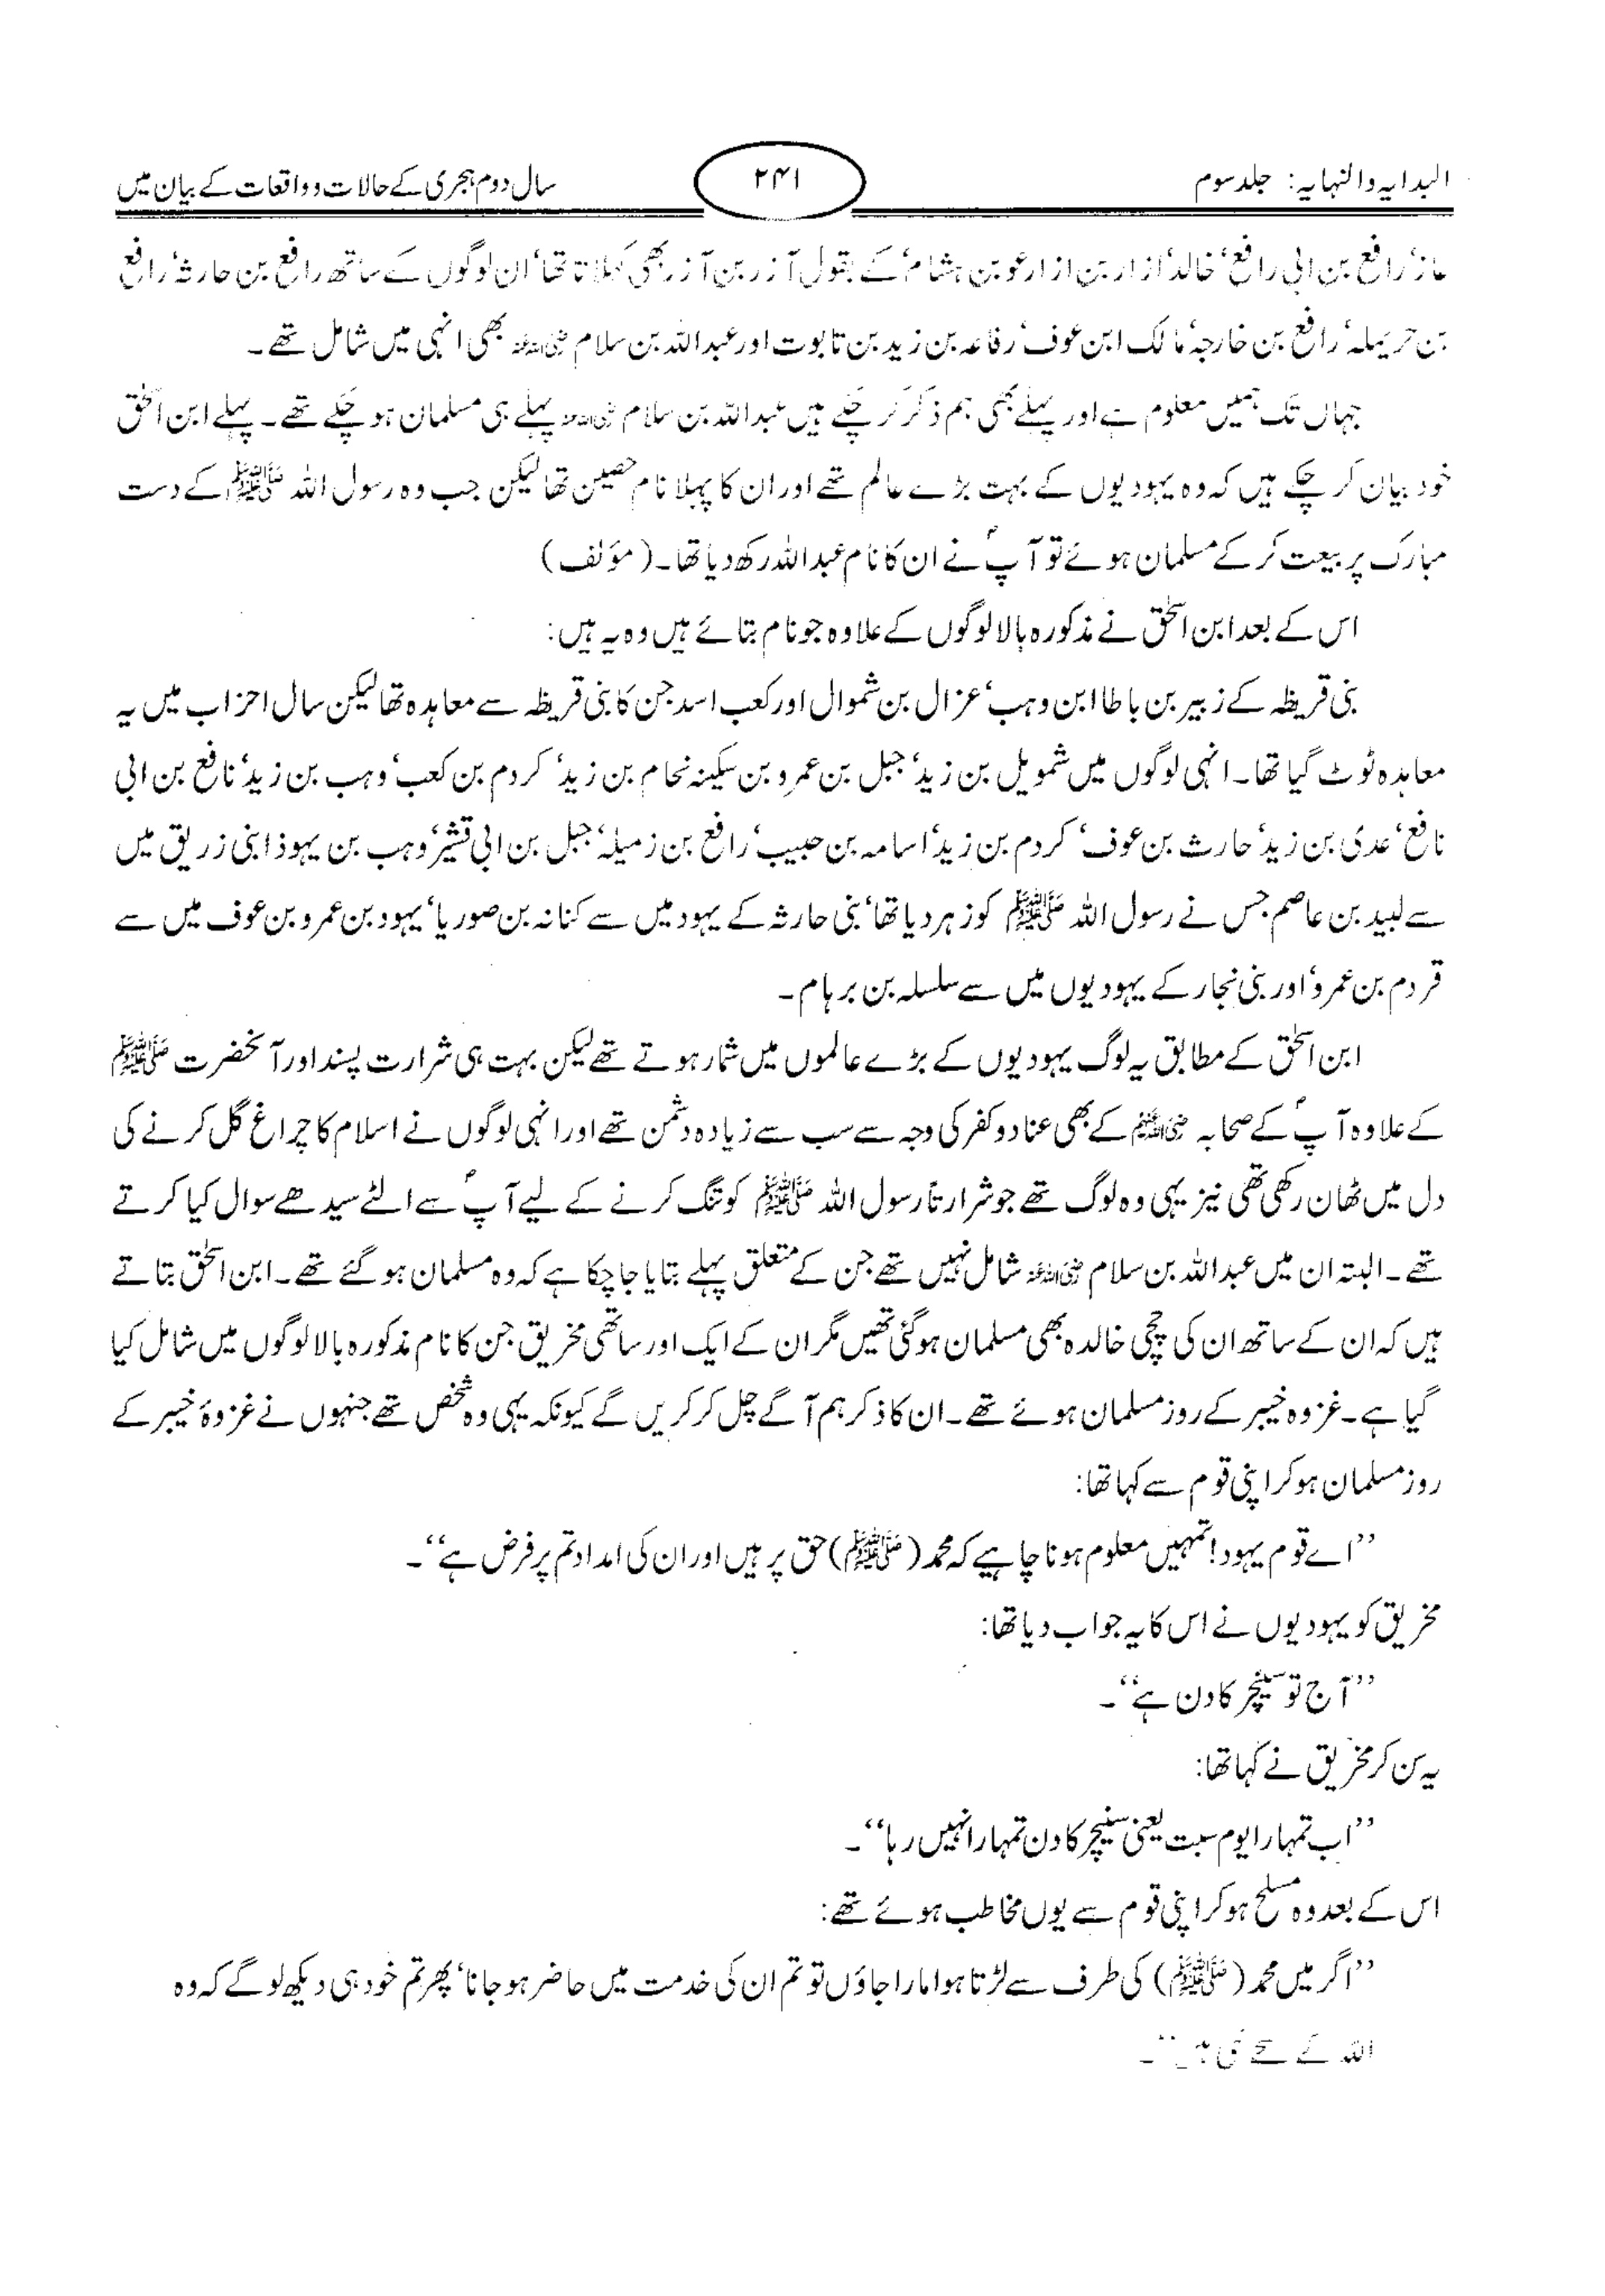 البدایہ والنہایہ: جلد سوم
۲۴۱
سال دوم ہجری کے حالات و واقعات کے بیان میں
عاز‘ رافع بن ابی رافع‘ خالد‘ ازار بن ازار عو بن ہشام‘ کے بقول آزر بن آزر بھی کہلاتا تھا‘ ان لوگوں کے ساتھ رافع بن حارثہ‘ رافع
بن حریملہ‘ رافع بن خارجہ‘ مالک ابن عوف‘ رفاعہ بن زید بن تابوت اور عبداللہ بن سلام رضی اللہ عنہ بھی انہی میں شامل تھے۔
جہاں تک ہمیں معلوم ہے اور پہلے بھی ہم ذکر کر چکے ہیں عبداللہ بن سلام رضی اللہ عنہ پہلے ہی مسلمان ہو چکے تھے۔ پہلے ابن اسحٰق
خود بیان کر چکے ہیں کہ وہ یہودیوں کے بہت بڑے عالم تھے اور ان کا پہلا نام حصین تھا لیکن جب وہ رسول اللہ ﷺ کے دست
مبارک پر بیعت کر کے مسلمان ہوئے تو آپؐ نے ان کا نام عبداللہ رکھ دیا تھا۔ (مؤلف)
اس کے بعد ابن اسحٰق نے مذکورہ بالا لوگوں کے علاوہ جو نام بتائے ہیں وہ یہ ہیں:
بنی قریظہ کے زبیر بن باطا ابن وہب‘ عزال بن شموال اور کعب اسد جن کا بنی قریظہ سے معاہدہ تھا لیکن سال احزاب میں یہ
معاہدہ ٹوٹ گیا تھا۔ انہی لوگوں میں شمویل بن زید‘ جبل بن عمرو بن سکینہ نحام بن زید‘ کردم بن کعب‘ وہب بن زید‘ نافع بن ابی
نافع‘ عدی بن زید‘ حارث بن عوف‘ کردم بن زید‘ اسامہ بن حبیب‘ رافع بن زمیلہ‘ جبل بن ابی قشیر‘ وہب بن یہوذا بنی زریق میں
سے لبید بن عاصم جس نے رسول اللہ ﷺ کو زہر دیا تھا‘ بنی حارثہ کے یہود میں سے کنانہ بن صوریا‘ یہود بن عمرو بن عوف میں سے
قردم بن عمرو‘ اور بنی نجار کے یہودیوں میں سے سلسلہ بن برہام۔
ابن اسحٰق کے مطابق یہ لوگ یہودیوں کے بڑے عالموں میں شمار ہوتے تھے لیکن بہت ہی شرارت پسند اور آنحضرت ﷺ
کے علاوہ آپؐ کے صحابہ رضی اللہ عنہم کے بھی عناد و کفر کی وجہ سے سب سے زیادہ دشمن تھے اور انہی لوگوں نے اسلام کا چراغ گل کرنے کی
دل میں ٹھان رکھی تھی نیز یہی وہ لوگ تھے جو شرارتاً رسول اللہ ﷺ کو تنگ کرنے کے لیے آپؐ سے الٹے سیدھے سوال کیا کرتے
تھے۔ البتہ ان میں عبداللہ بن سلام رضی اللہ عنہ شامل نہیں تھے جن کے متعلق پہلے بتایا جا چکا ہے کہ وہ مسلمان ہو گئے تھے۔ ابن اسحٰق بتاتے
ہیں کہ ان کے ساتھ ان کی چچی خالدہ بھی مسلمان ہو گئی تھیں مگر ان کے ایک اور ساتھی مخریق جن کا نام مذکورہ بالا لوگوں میں شامل کیا
گیا ہے۔ غزوہ خیبر کے روز مسلمان ہوئے تھے۔ ان کا ذکر ہم آگے چل کر کریں گے کیونکہ یہی وہ شخص تھے جنہوں نے غزوۂ خیبر کے
روز مسلمان ہو کر اپنی قوم سے کہا تھا:
’’اے قوم یہود! تمہیں معلوم ہونا چاہیے کہ محمد (ﷺ) حق پر ہیں اور ان کی امداد تم پر فرض ہے‘‘۔
مخریق کو یہودیوں نے اس کا یہ جواب دیا تھا:
’’آج تو سنیچر کا دن ہے‘‘۔
یہ سن کر مخریق نے کہا تھا:
’’اب تمہارا یوم سبت یعنی سنیچر کا دن تمہارا نہیں رہا‘‘۔
اس کے بعد وہ مسلح ہو کر اپنی قوم سے یوں مخاطب ہوئے تھے:
’’اگر میں محمد (ﷺ) کی طرف سے لڑتا ہوا مارا جاؤں تو تم ان کی خدمت میں حاضر ہو جانا‘ پھر تم خود ہی دیکھ لو گے کہ وہ
اللہ کے سچے نبی ہیں‘‘۔